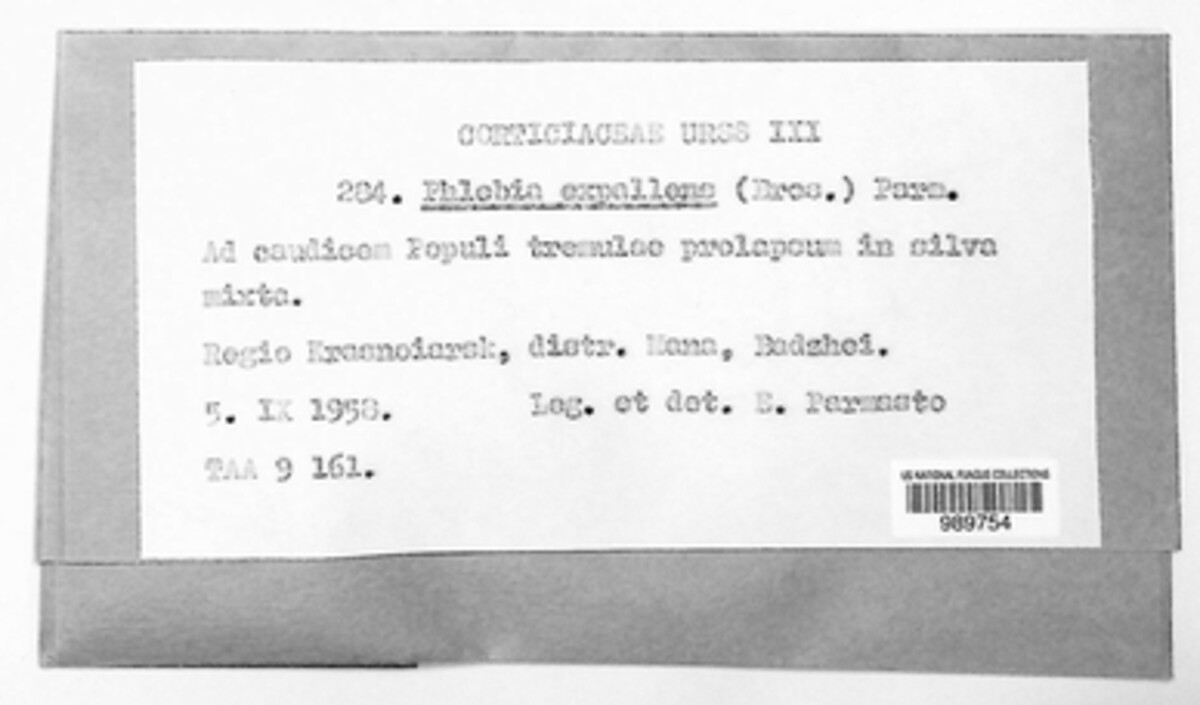 CORTICIACEAE URSS III
284. Phlebia expallens (Bres.) Parm.
Ad caudicem Populi tremulae prolapsum in silva
mixta.
Regio Krasnoiarsk, distr. Mana, Badzhei.
5. IX 1958. Leg. et det. E. Parmasto
TAA 9 161.
US NATIONAL FUNGUS COLLECTIONS
989754